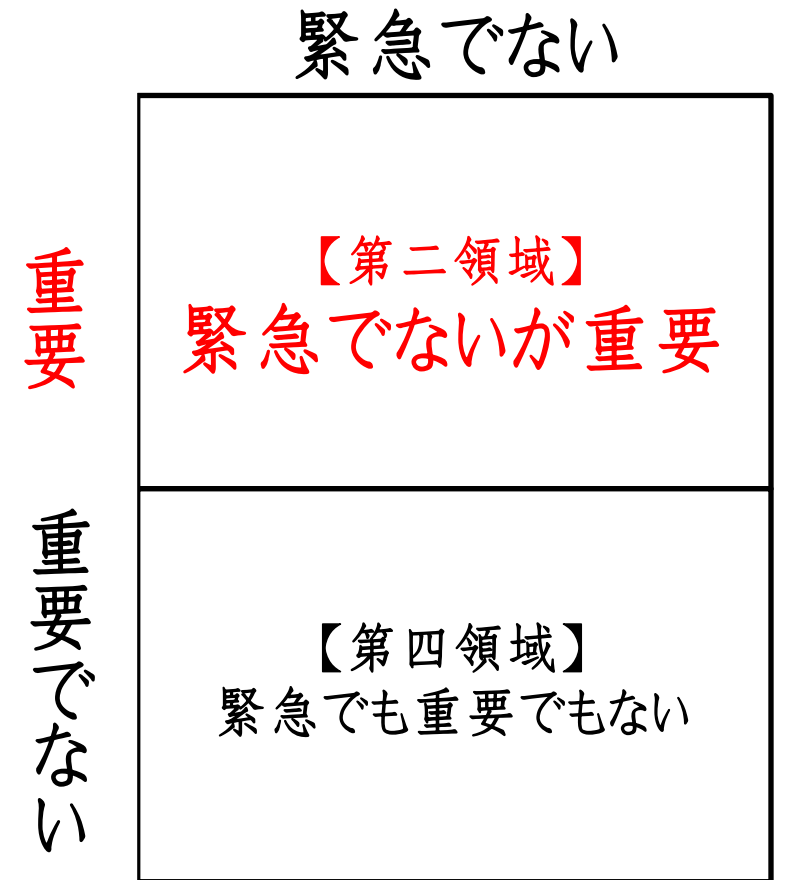 緊急でない
重要
【第二領域】
緊急でないが重要
重要でない
【第四領域】
緊急でも重要でもない